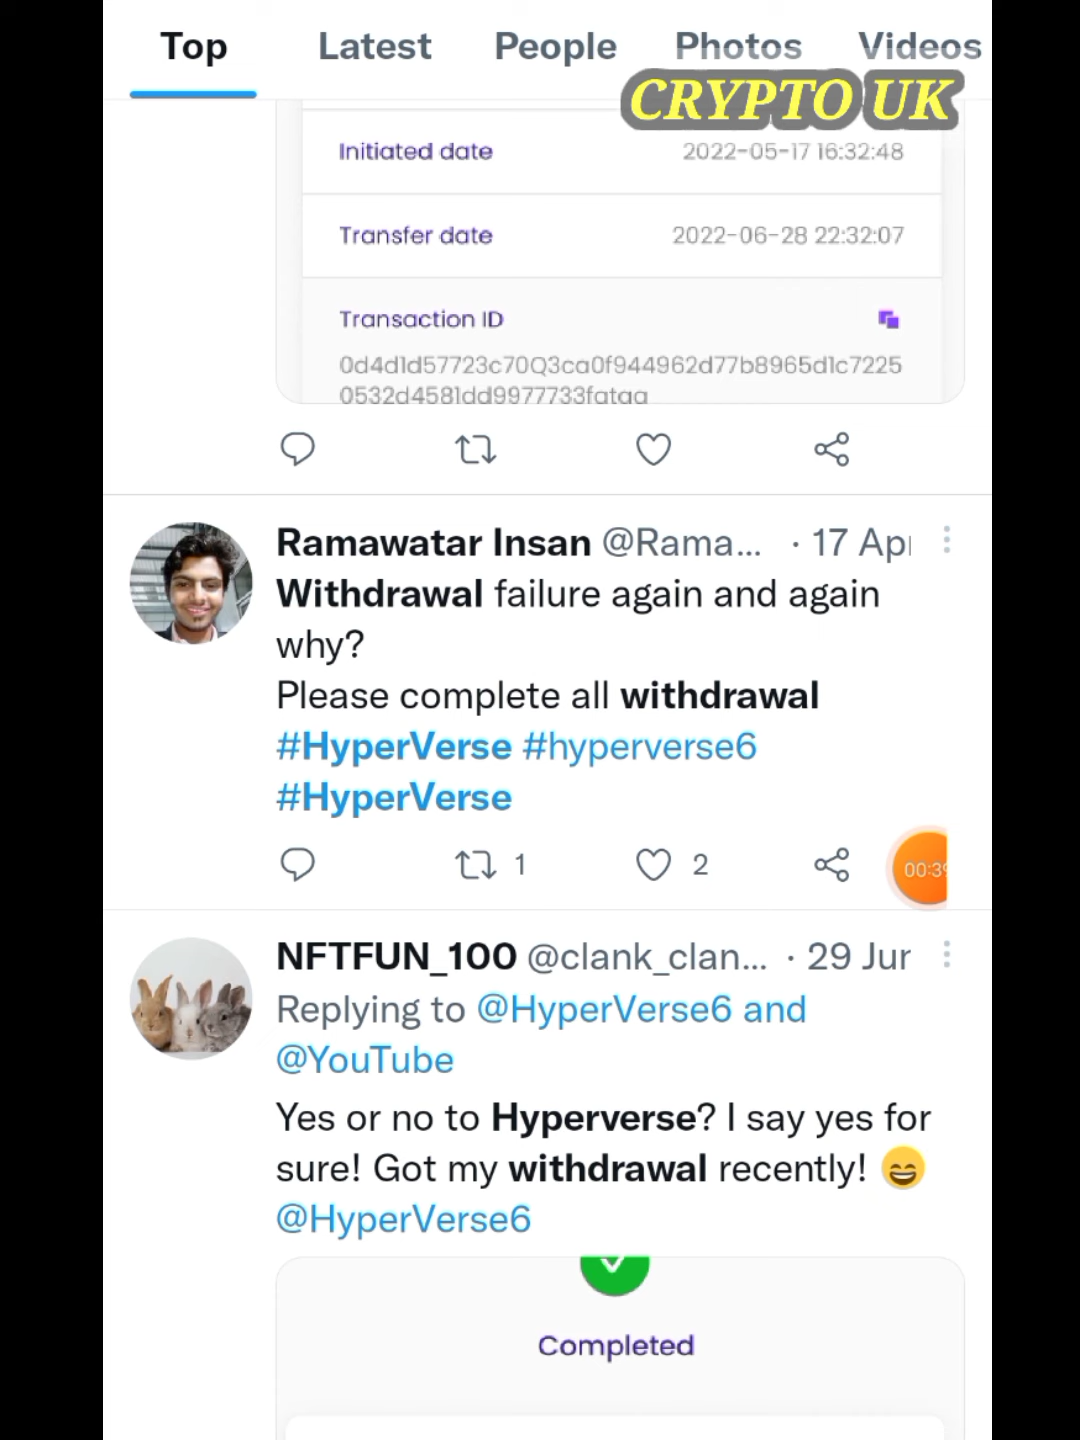 Top Latest People Photos Videos
CRYPTO UK
Initiated date 2022-05-17 16:32:48
Transfer date 2022-06-28 22:32:07
Transaction ID
0d4d1d57723c70Q3ca0f944962d77b8965d1c7225
0532d4581dd9977733fataa
Ramawatar Insan @Rama... · 17 Apr
Withdrawal failure again and again
why?
Please complete all withdrawal
#HyperVerse #hyperverse6
#HyperVerse
1 2
00:39
NFTFUN_100 @clank_clan... · 29 Jun
Replying to @HyperVerse6 and
@YouTube
Yes or no to Hyperverse? I say yes for
sure! Got my withdrawal recently! 😄
@HyperVerse6
Completed